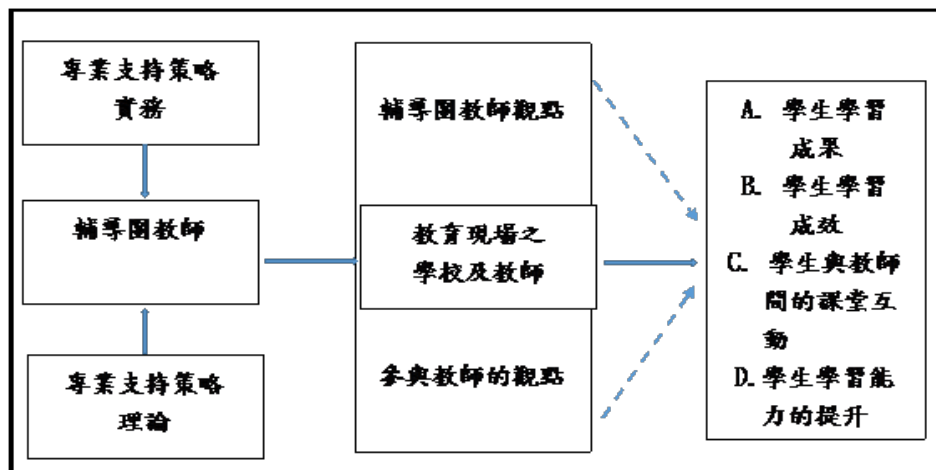 專業支持策略
實務
輔導團教師
專業支持策略
理論
輔導團教師觀點
教育現場之
學校及教師
參與教師的觀點
A. 學生學習
成果
B. 學生學習
成效
C. 學生與教師
間的課堂互
動
D.學生學習能
力的提升